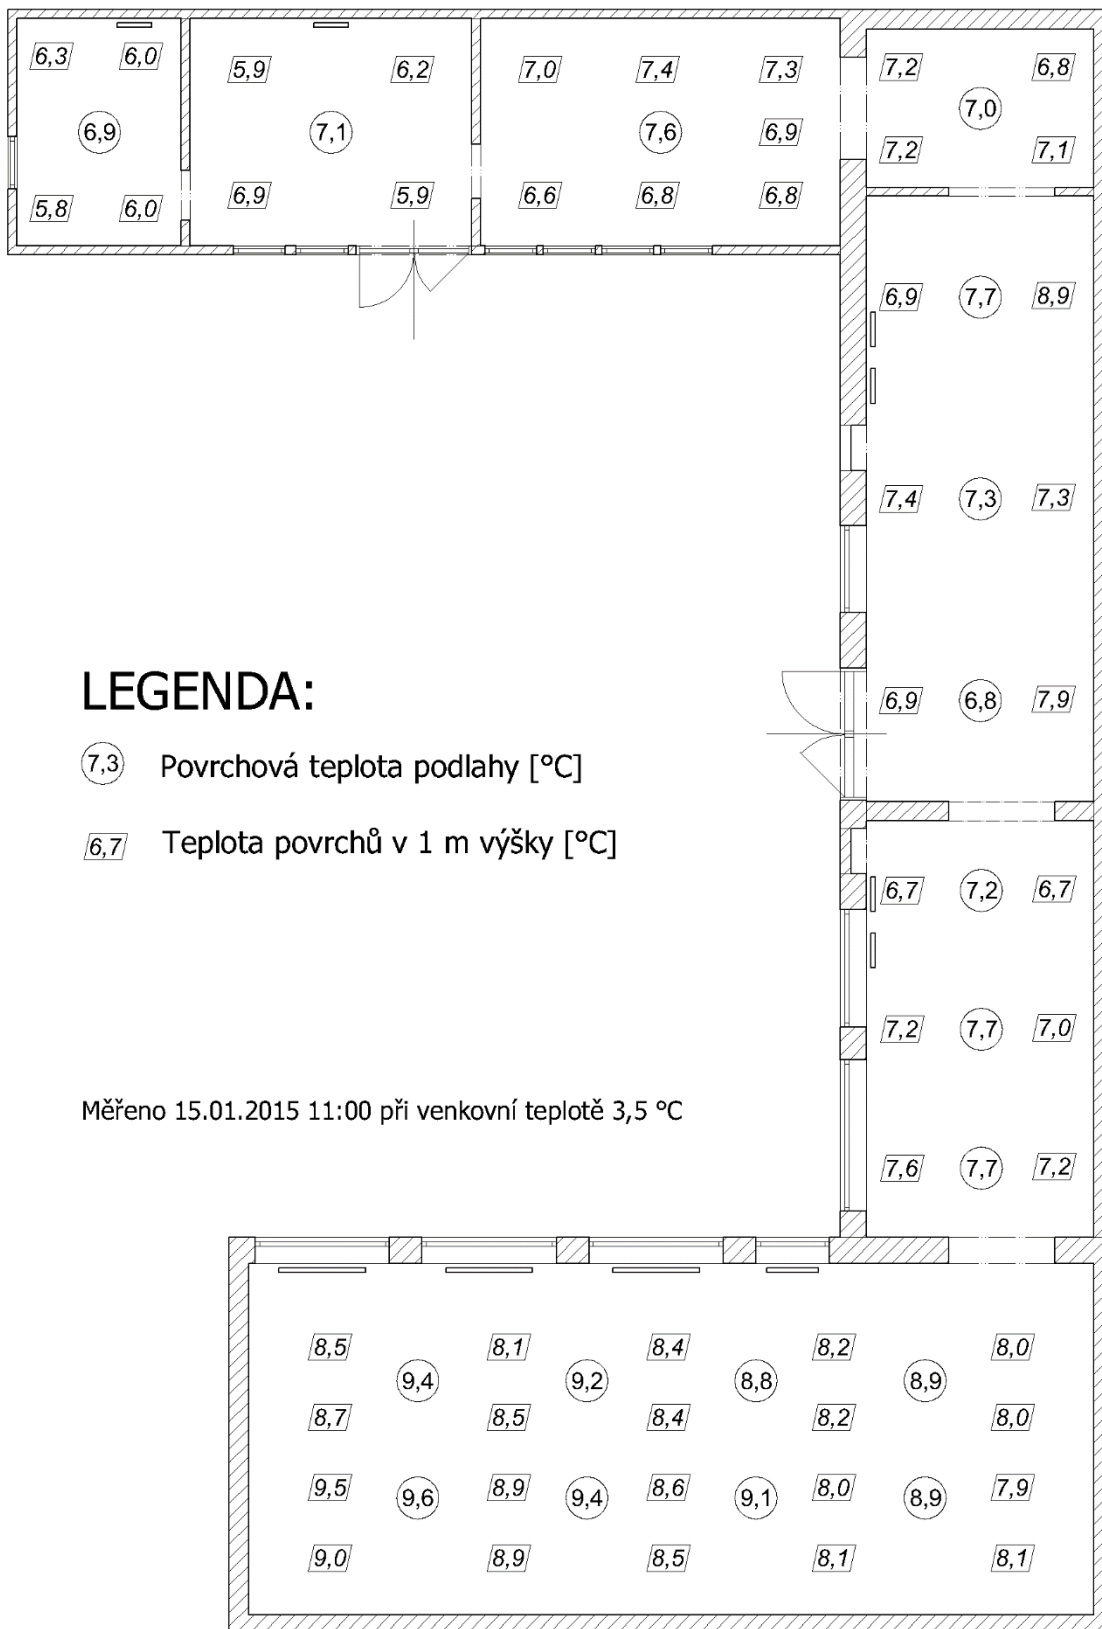 6,3 6,0 5,9 6,2 7,0 7,4 7,3 7,2 6,8
6,9 7,1 7,6 6,9 7,0
7,2 7,1
5,8 6,0 6,9 5,9 6,6 6,8 6,8
6,9 7,7 8,9
7,4 7,3 7,3
LEGENDA:
6,9 6,8 7,9
7,3 Povrchová teplota podlahy [°C]
6,7 Teplota povrchů v 1 m výšky [°C]
6,7 7,2 6,7
7,2 7,7 7,0
Měřeno 15.01.2015 11:00 při venkovní teplotě 3,5 °C
7,6 7,7 7,2
8,5 8,1 8,4 8,2 8,0
9,4 9,2 8,8 8,9
8,7 8,5 8,4 8,2 8,0
9,5 8,9 8,6 8,0 7,9
9,6 9,4 9,1 8,9
9,0 8,9 8,5 8,1 8,1